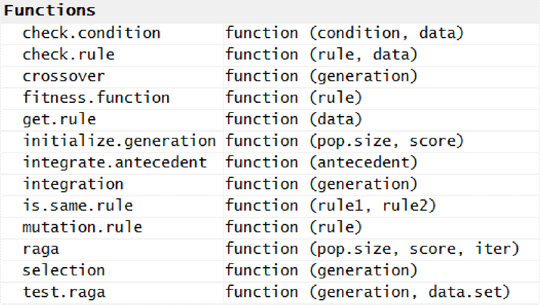 Functions
check.condition function (condition, data)
check.rule function (rule, data)
crossover function (generation)
fitness.function function (rule)
get.rule function (data)
initialize.generation function (pop.size, score)
integrate.antecedent function (antecedent)
integration function (generation)
is.same.rule function (rule1, rule2)
mutation.rule function (rule)
raga function (pop.size, score, iter)
selection function (generation)
test.raga function (generation, data.set)